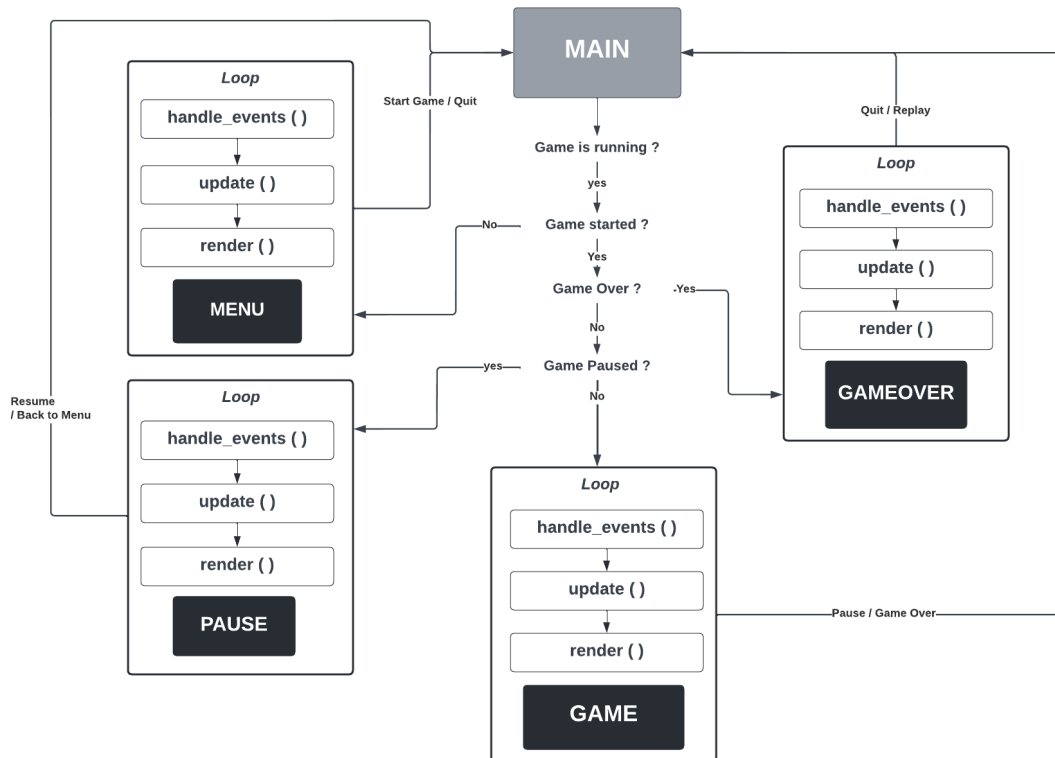 MAIN
Loop
handle_events ( )
update ( )
render ( )
MENU
Start Game / Quit
Game is running ?
yes
Game started ?
No
Yes
Game Over ?
Yes
No
Game Paused ?
yes
No
Quit / Replay
Loop
handle_events ( )
update ( )
render ( )
GAMEOVER
Resume
/ Back to Menu
Loop
handle_events ( )
update ( )
render ( )
PAUSE
Loop
handle_events ( )
update ( )
render ( )
GAME
Pause / Game Over